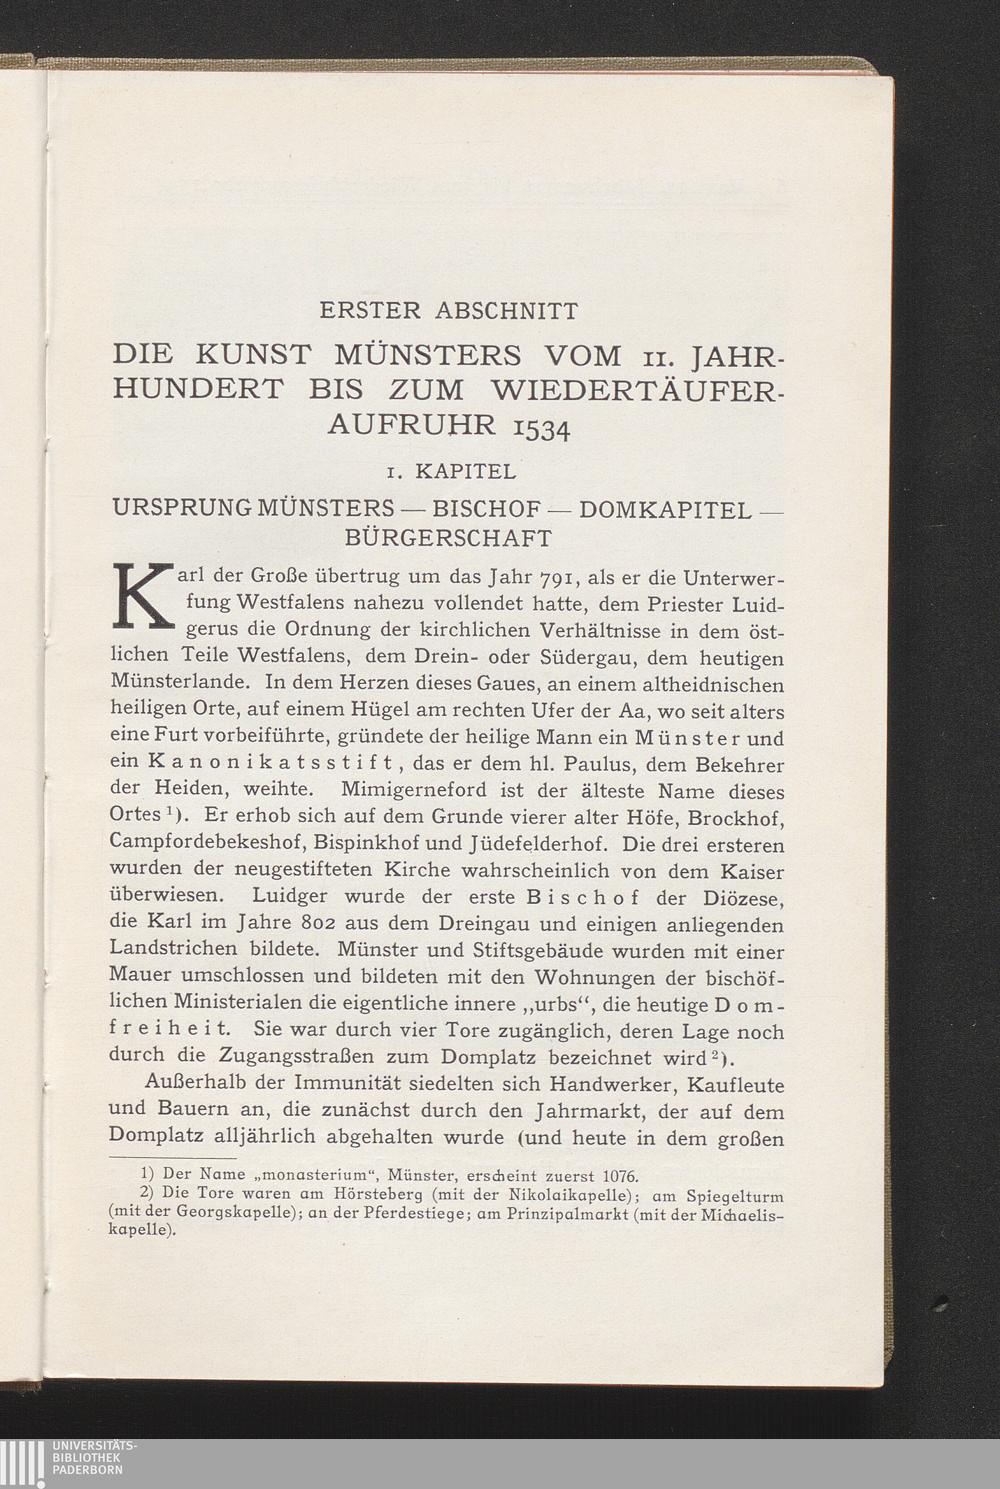 ERSTER ABSCHNITT
DIE KUNST MÜNSTERS VOM 11. JAHR-
HUNDERT BIS ZUM WIEDERTÄUFER-
AUFRUHR 1534
1. KAPITEL
URSPRUNG MÜNSTERS — BISCHOF — DOMKAPITEL —
BÜRGERSCHAFT
Karl der Große übertrug um das Jahr 791, als er die Unterwer-
fung Westfalens nahezu vollendet hatte, dem Priester Luid-
gerus die Ordnung der kirchlichen Verhältnisse in dem öst-
lichen Teile Westfalens, dem Drein- oder Südergau, dem heutigen
Münsterlande. In dem Herzen dieses Gaues, an einem altheidnischen
heiligen Orte, auf einem Hügel am rechten Ufer der Aa, wo seit alters
eine Furt vorbeiführte, gründete der heilige Mann ein Münster und
ein Kanonikatsstift, das er dem hl. Paulus, dem Bekehrer
der Heiden, weihte. Mimigerneford ist der älteste Name dieses
Ortes ¹). Er erhob sich auf dem Grunde vierer alter Höfe, Brockhof,
Campfordebekeshof, Bispinkhof und Jüdefelderhof. Die drei ersteren
wurden der neugestifteten Kirche wahrscheinlich von dem Kaiser
überwiesen. Luidger wurde der erste Bischof der Diözese,
die Karl im Jahre 802 aus dem Dreingau und einigen anliegenden
Landstrichen bildete. Münster und Stiftsgebäude wurden mit einer
Mauer umschlossen und bildeten mit den Wohnungen der bischöf-
lichen Ministerialen die eigentliche innere „urbs“, die heutige Dom-
freiheit. Sie war durch vier Tore zugänglich, deren Lage noch
durch die Zugangsstraßen zum Domplatz bezeichnet wird ²).
Außerhalb der Immunität siedelten sich Handwerker, Kaufleute
und Bauern an, die zunächst durch den Jahrmarkt, der auf dem
Domplatz alljährlich abgehalten wurde (und heute in dem großen
1) Der Name „monasterium“, Münster, erscheint zuerst 1076.
2) Die Tore waren am Hörsteberg (mit der Nikolaikapelle); am Spiegelturm
(mit der Georgskapelle); an der Pferdestiege; am Prinzipalmarkt (mit der Michaelis-
kapelle).
UNIVERSITÄTS-
BIBLIOTHEK
PADERBORN